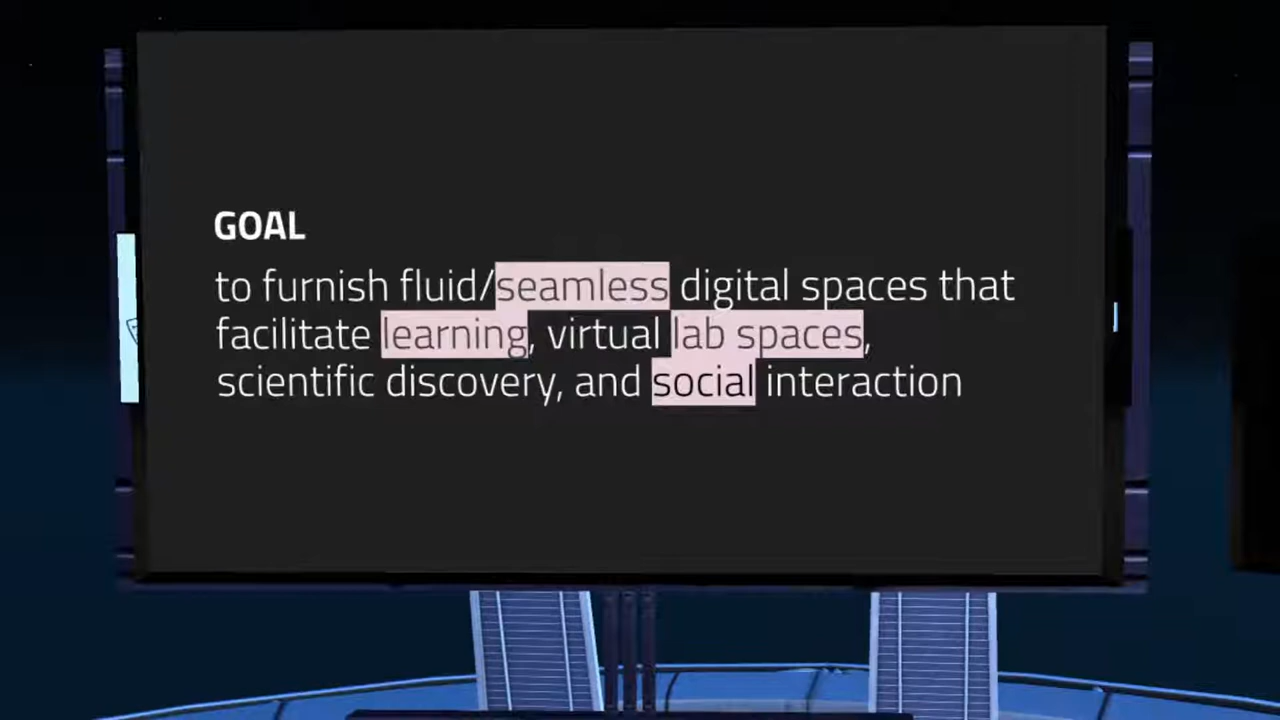 GOAL
to furnish fluid/seamless digital spaces that
facilitate learning, virtual lab spaces,
scientific discovery, and social interaction